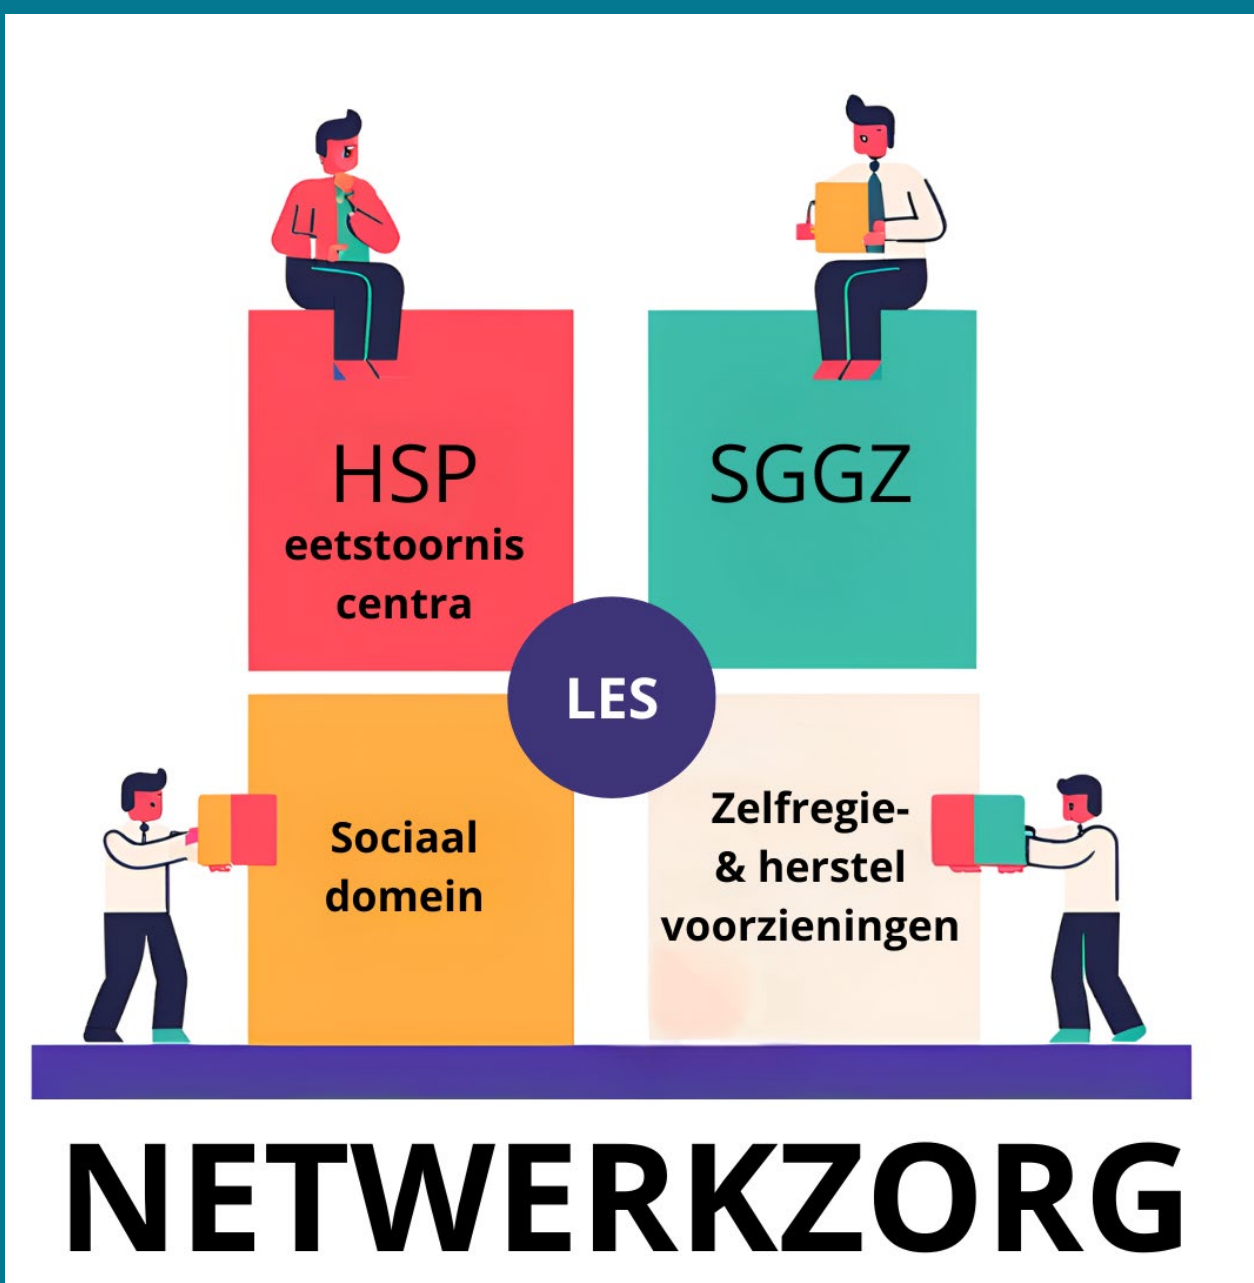 HSP
eetstoornis
centra
SGGZ
LES
Sociaal
domein
Zelfregie-
& herstel
voorzieningen
NETWERKZORG